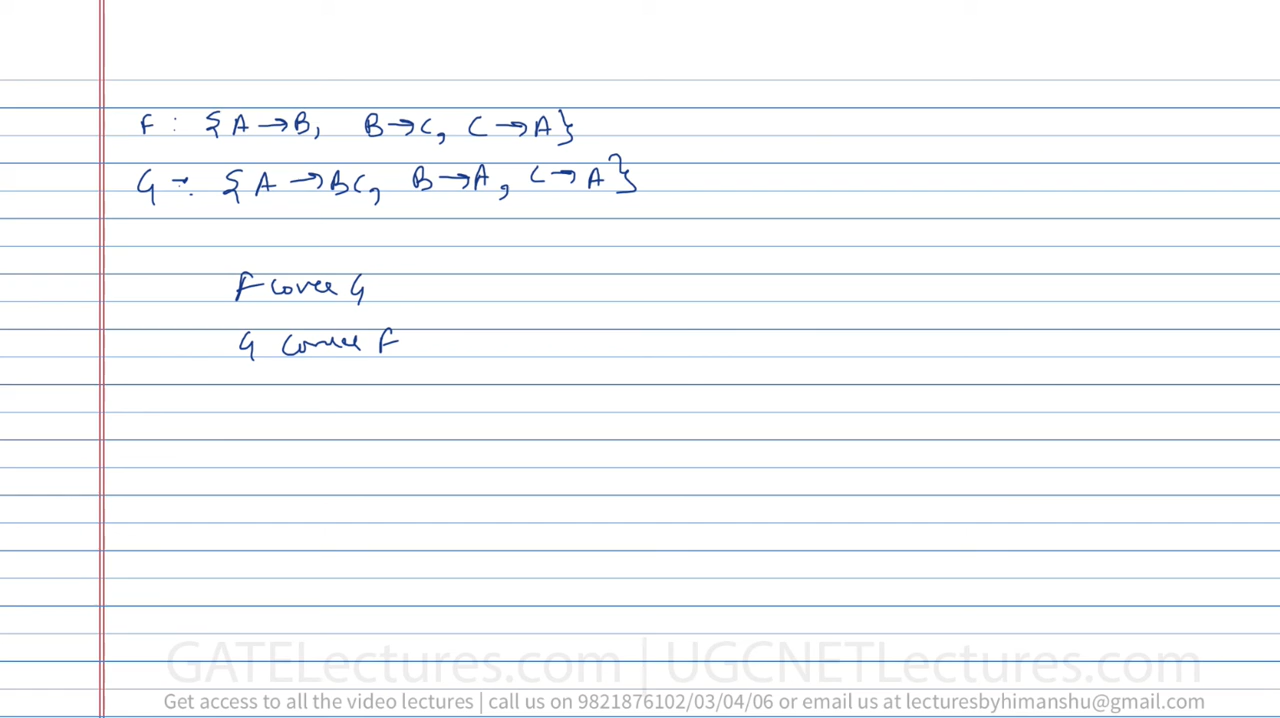 F : {A → B, B → C, C → A}
G : {A → BC, B → A, C → A}
F cover G
G cover F
GATELectures.com | UGCNETLectures.com
Get access to all the video lectures | call us on 9821876102/03/04/06 or email us at lecturesbyhimanshu@gmail.com